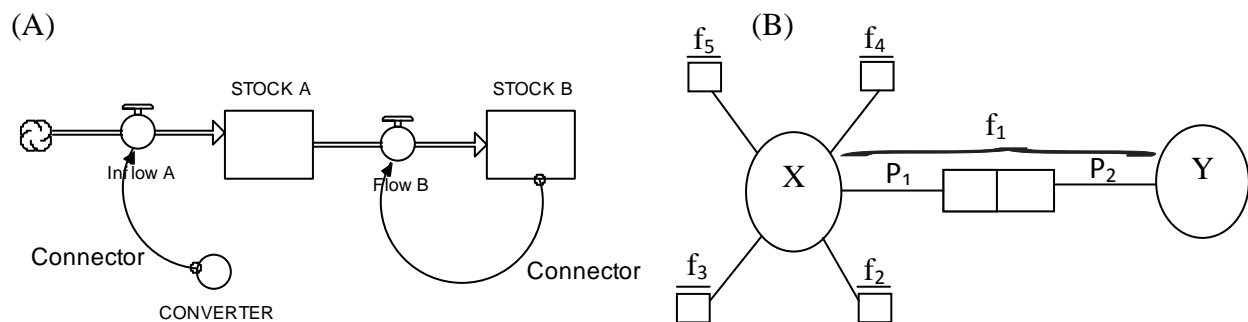 (A)
STOCK A
STOCK B
Inflow A
Flow B
Connector
Connector
CONVERTER
(B)
f5
f4
f1
X
P1
P2
Y
f3
f2